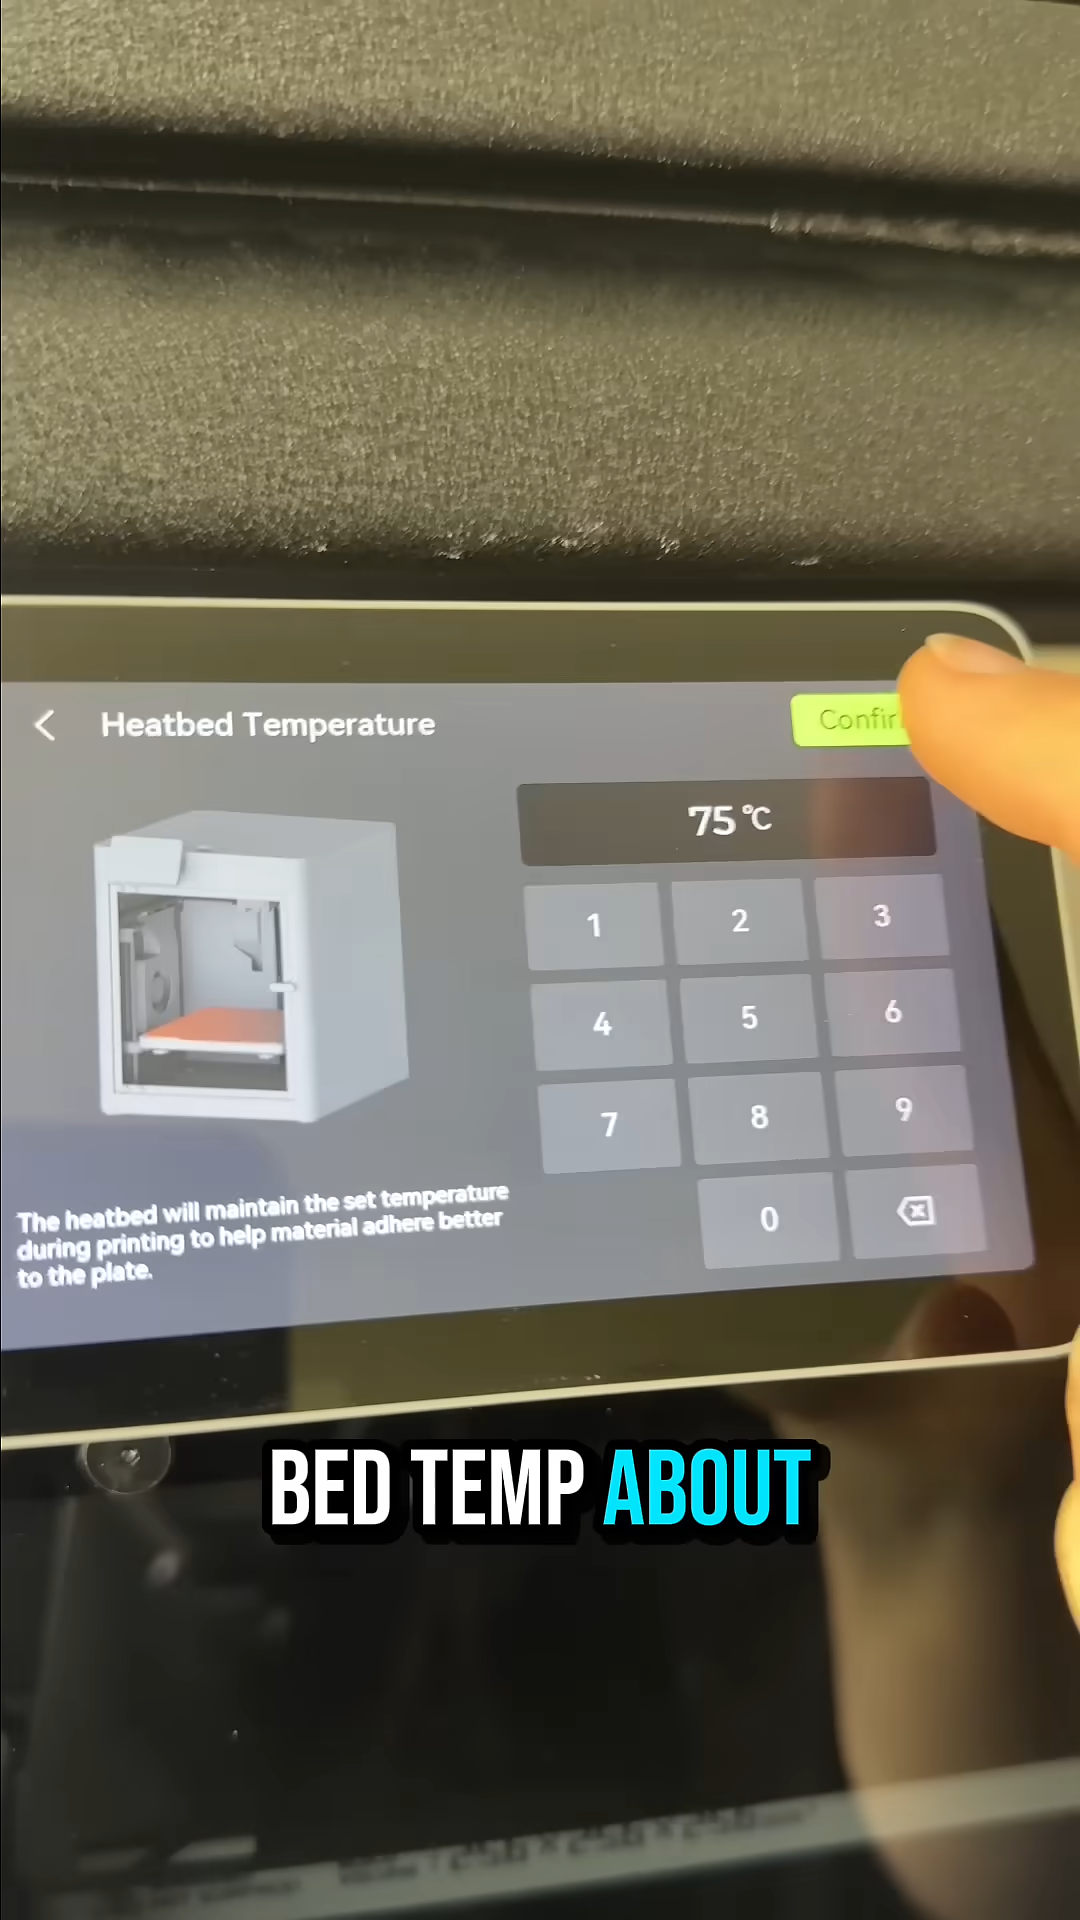 Heatbed Temperature
Confir
75 °C
1 2 3
4 5 6
7 8 9
0
The heatbed will maintain the set temperature
during printing to help material adhere better
to the plate.
BED TEMP ABOUT